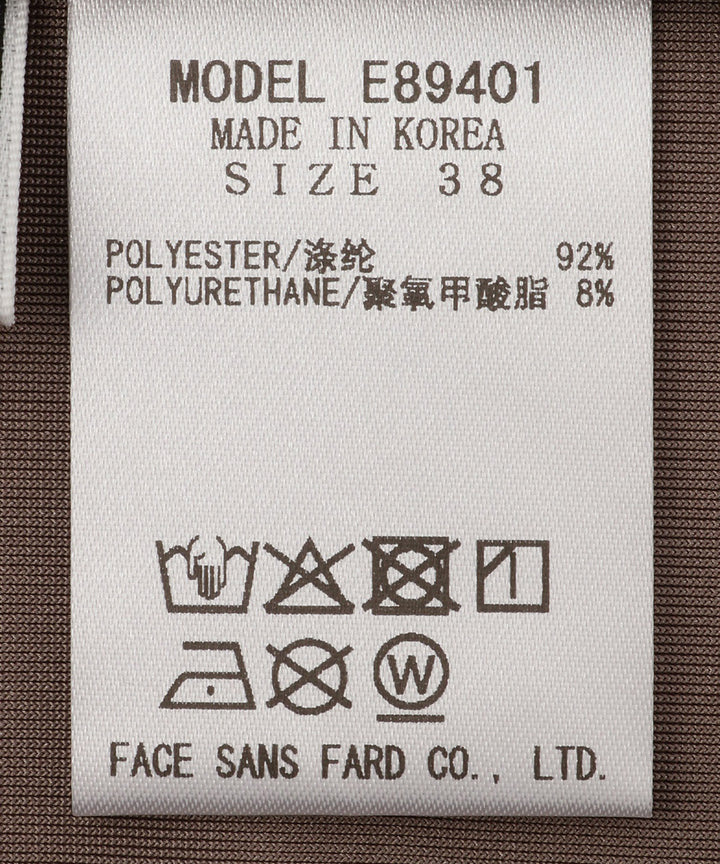 MODEL E89401
MADE IN KOREA
SIZE 38
POLYESTER/涤纶 92%
POLYURETHANE/聚氧甲酸脂 8%
W
FACE SANS FARD CO., LTD.